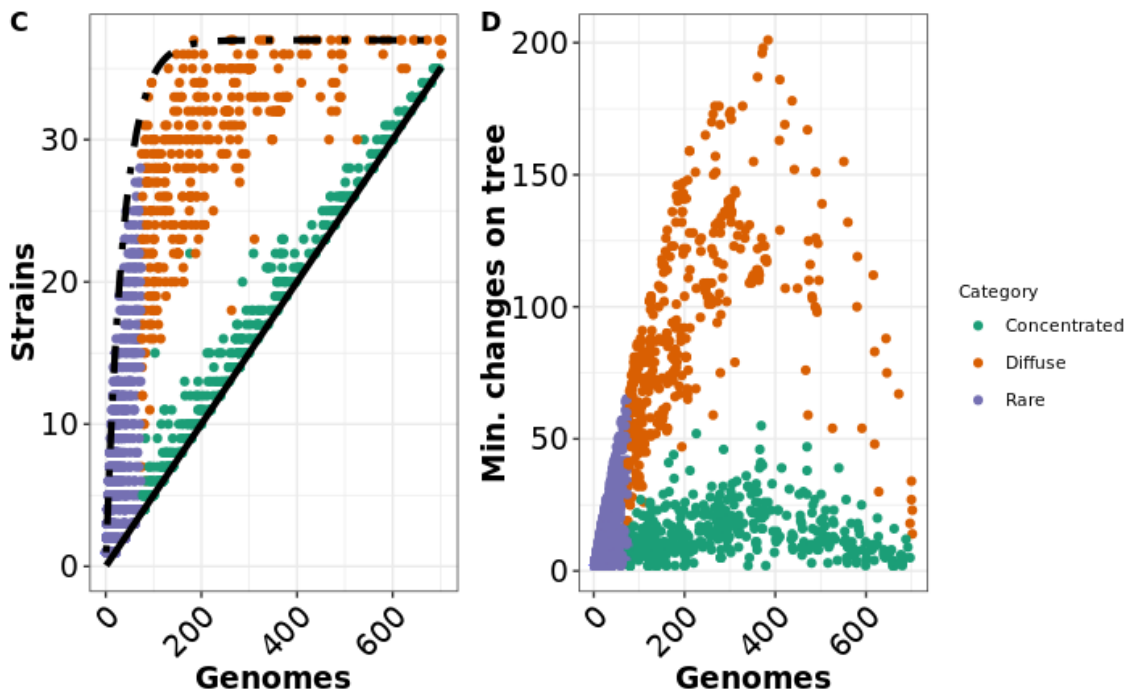 C
Strains
30
20
10
0
0
200
400
600
Genomes
D
Min. changes on tree
200
150
100
50
0
0
200
400
600
Genomes
Category
Concentrated
Diffuse
Rare